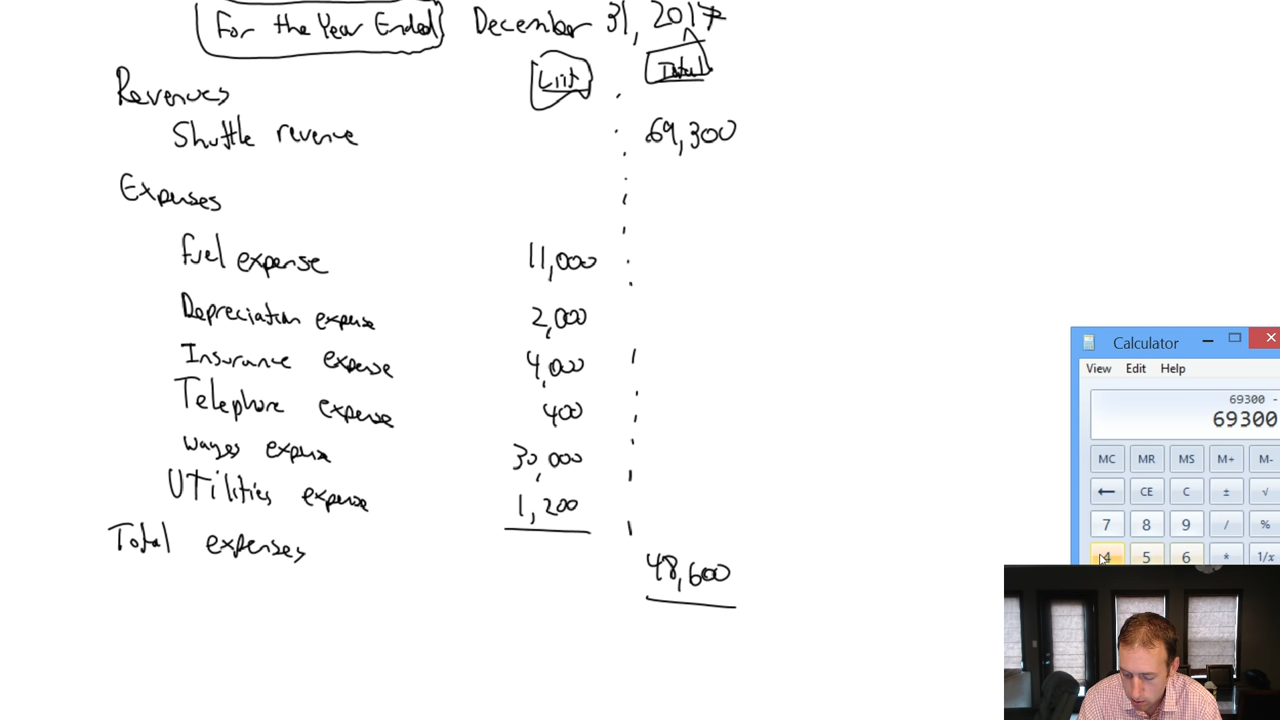 For the Year Ended December 31, 2017
List Total
Revenues
Shuttle revenue 69,300
Expenses
Fuel expense 11,000
Depreciation expense 2,000
Insurance expense 4,000
Telephone expense 400
Wages expense 30,000
Utilities expense 1,200
Total expenses
48,600
Calculator
View Edit Help
69300 -
69300
MC MR MS M+ M-
← CE C ± √
7 8 9 / %
4 5 6 * 1/x